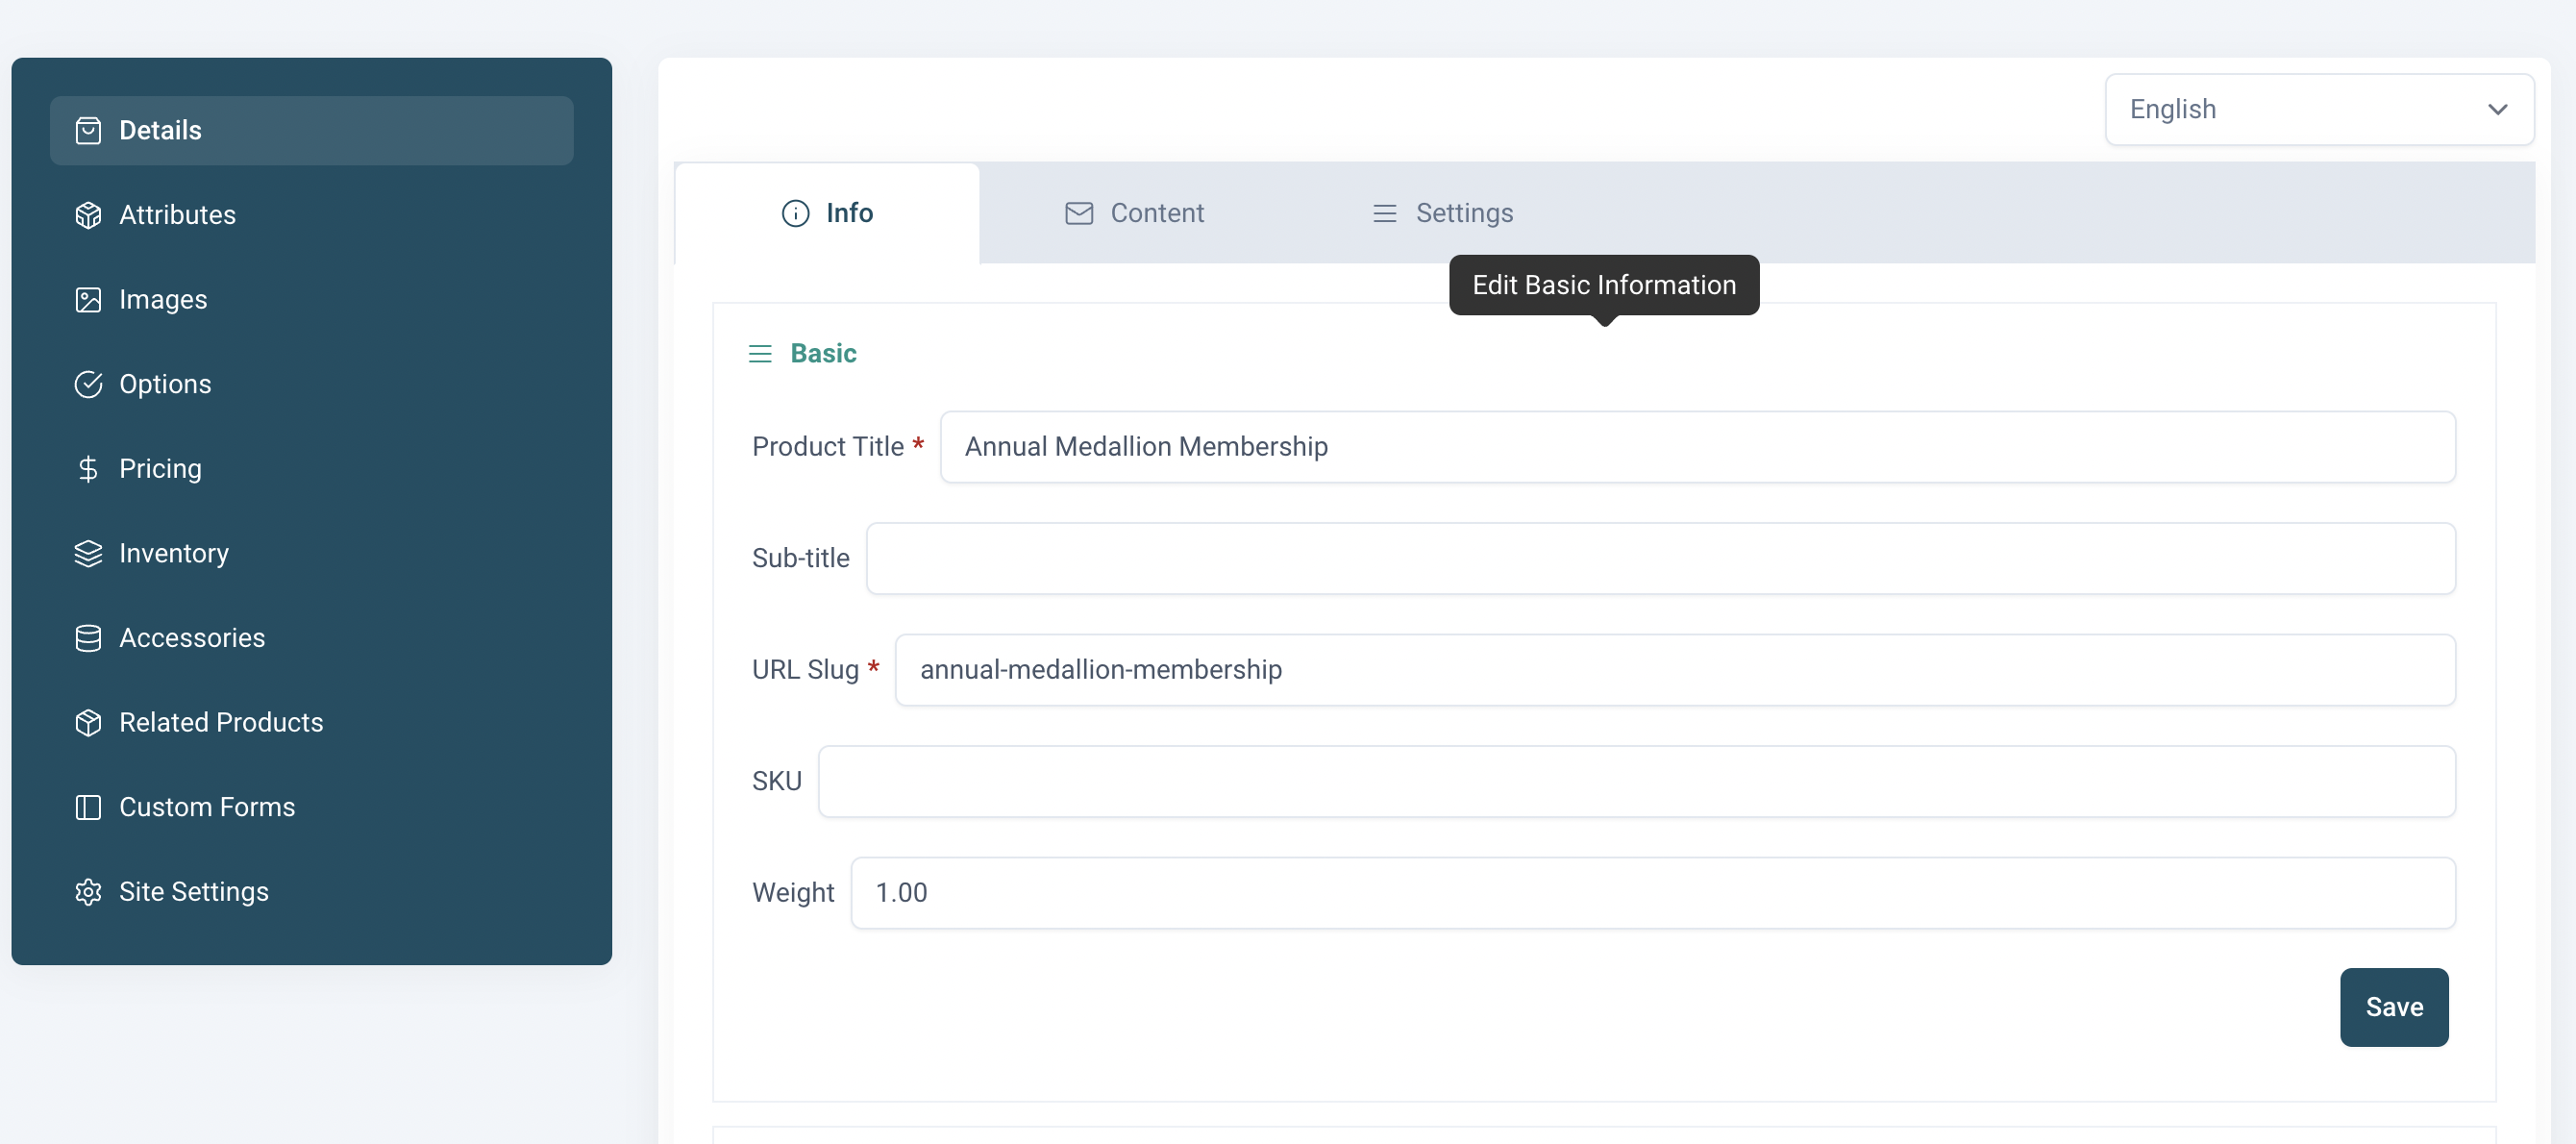 Details
Attributes
Images
Options
Pricing
Inventory
Accessories
Related Products
Custom Forms
Site Settings
English
Info
Content
Settings
Edit Basic Information
Basic
Product Title * Annual Medallion Membership
Sub-title
URL Slug * annual-medallion-membership
SKU
Weight 1.00
Save